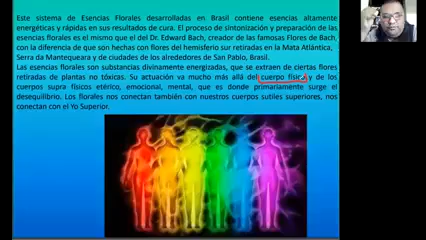 Este sistema de Esencias Florales desarrolladas en Brasil contiene esencias altamente
energéticas y rápidas en sus resultados de cura. El proceso de sintonización y preparación de las
esencias florales es el mismo que el del Dr. Edward Bach, creador de las famosas Flores de Bach,
con la diferencia de que son hechas con flores del hemisferio sur retiradas en la Mata Atlántica,
Serra da Mantequeira y de ciudades de los alrededores de San Pablo, Brasil.
Las esencias florales son substancias divinamente energizadas, que se extraen de ciertas flores
retiradas de plantas no tóxicas. Su actuación va mucho más allá del cuerpo físico y de los
cuerpos supra físicos etérico, emocional, mental, que es donde primariamente surge el
desequilibrio. Los florales nos conectan también con nuestros cuerpos sutiles superiores, nos
conectan con el Yo Superior.